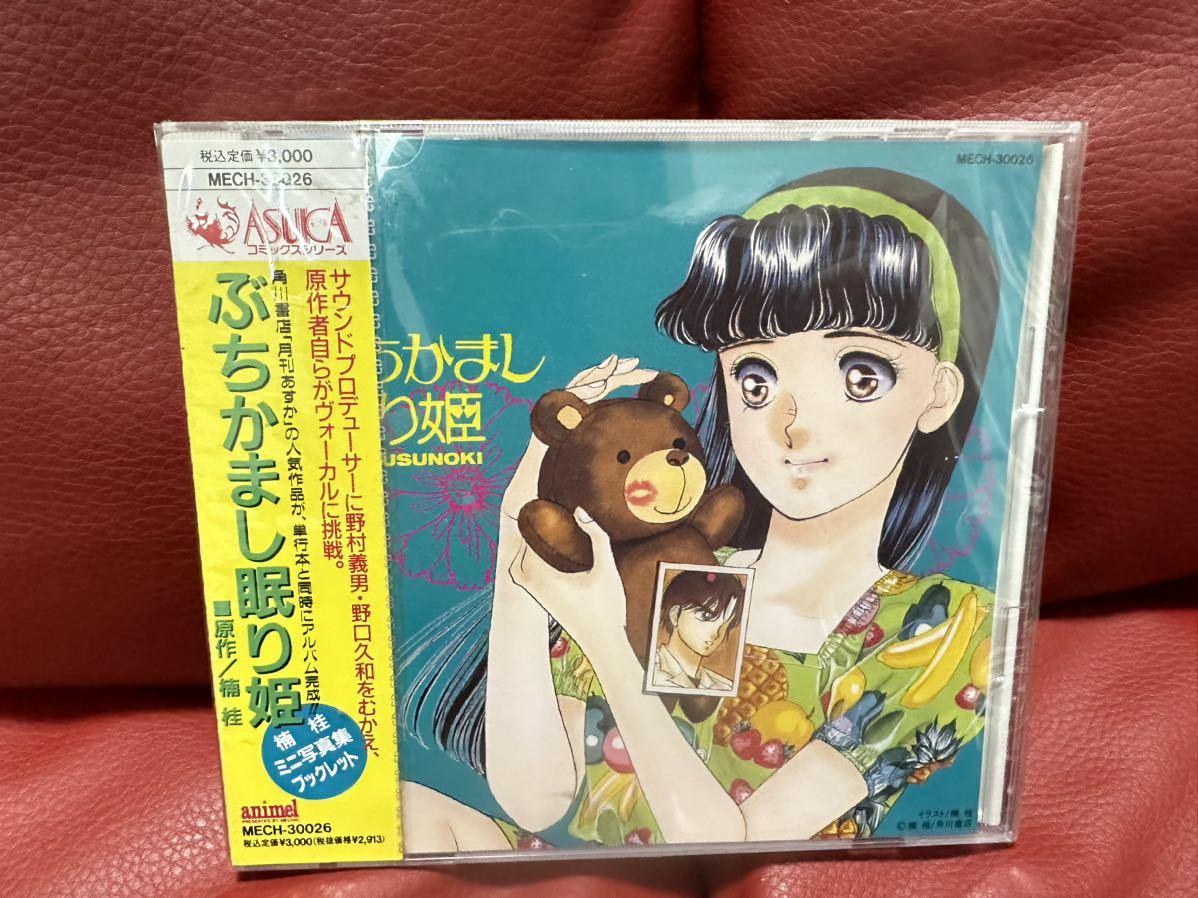 税込定価¥3,000
MECH-30026
ASUKA
コミックスシリーズ
サウンドプロデューサーに野村義男・野口久和をむかえ、
原作者自らがヴォーカルに挑戦。
角川書店「月刊あすか」の人気作品が、単行本と同時にアルバム完成!!
ぶちかまし眠り姫
■原作/楠 桂
楠 桂
ミニ写真集
ブックレット
animel
PRESENTED BY MELDAC
MECH-30026
税込定価¥3,000(税抜価格¥2,913)
MECH-30026
ちかまし
り姫
USUNOKI
イラスト/楠 桂
©楠 桂/角川書店